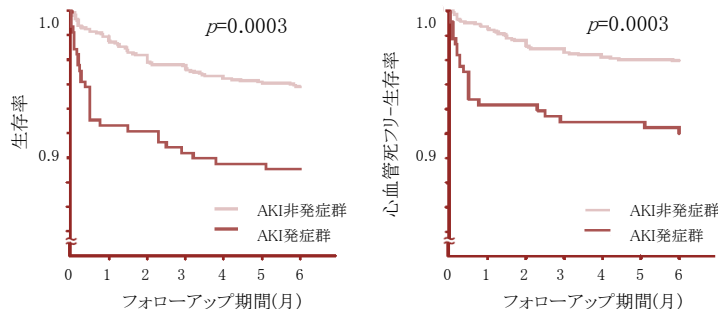 1.0
p=0.0003
生存率
0.9
AKI非発症群
AKI発症群
0 1 2 3 4 5 6
フォローアップ期間(月)
1.0
p=0.0003
心血管死フリー生存率
0.9
AKI非発症群
AKI発症群
0 1 2 3 4 5 6
フォローアップ期間(月)